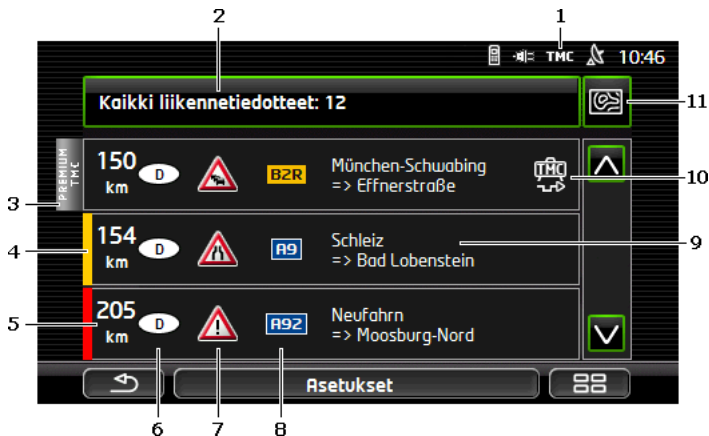 2
1
TMC 10:46
Kaikki liikennetiedotteet: 12
11
PREMIUM
TMC
150
km
D
B2R
München-Schwabing
=> Effnerstraße
TMC
10
3
154
km
D
A9
Schleiz
=> Bad Lobenstein
9
4
205
km
D
A92
Neufahrn
=> Moosburg-Nord
5
Asetukset
6
7
8